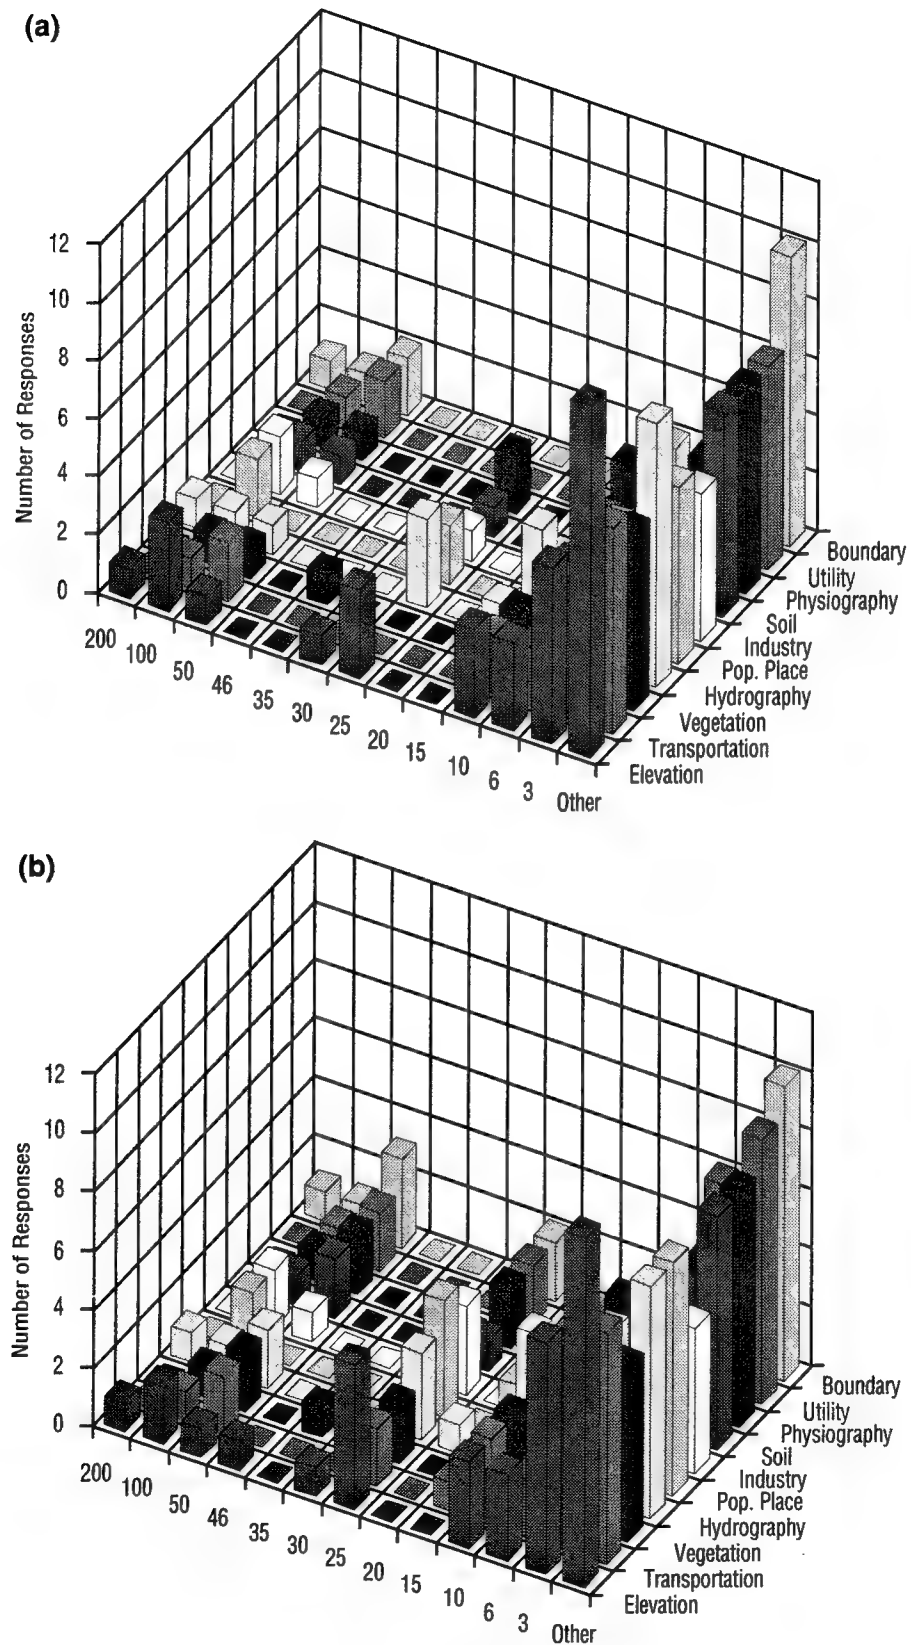 (a)
Number of Responses
12
10
8
6
4
2
0
200
100
50
46
35
30
25
20
15
10
6
3
Other
Boundary
Utility
Physiography
Soil
Industry
Pop. Place
Hydrography
Vegetation
Transportation
Elevation
(b)
Number of Responses
12
10
8
6
4
2
0
200
100
50
46
35
30
25
20
15
10
6
3
Other
Boundary
Utility
Physiography
Soil
Industry
Pop. Place
Hydrography
Vegetation
Transportation
Elevation